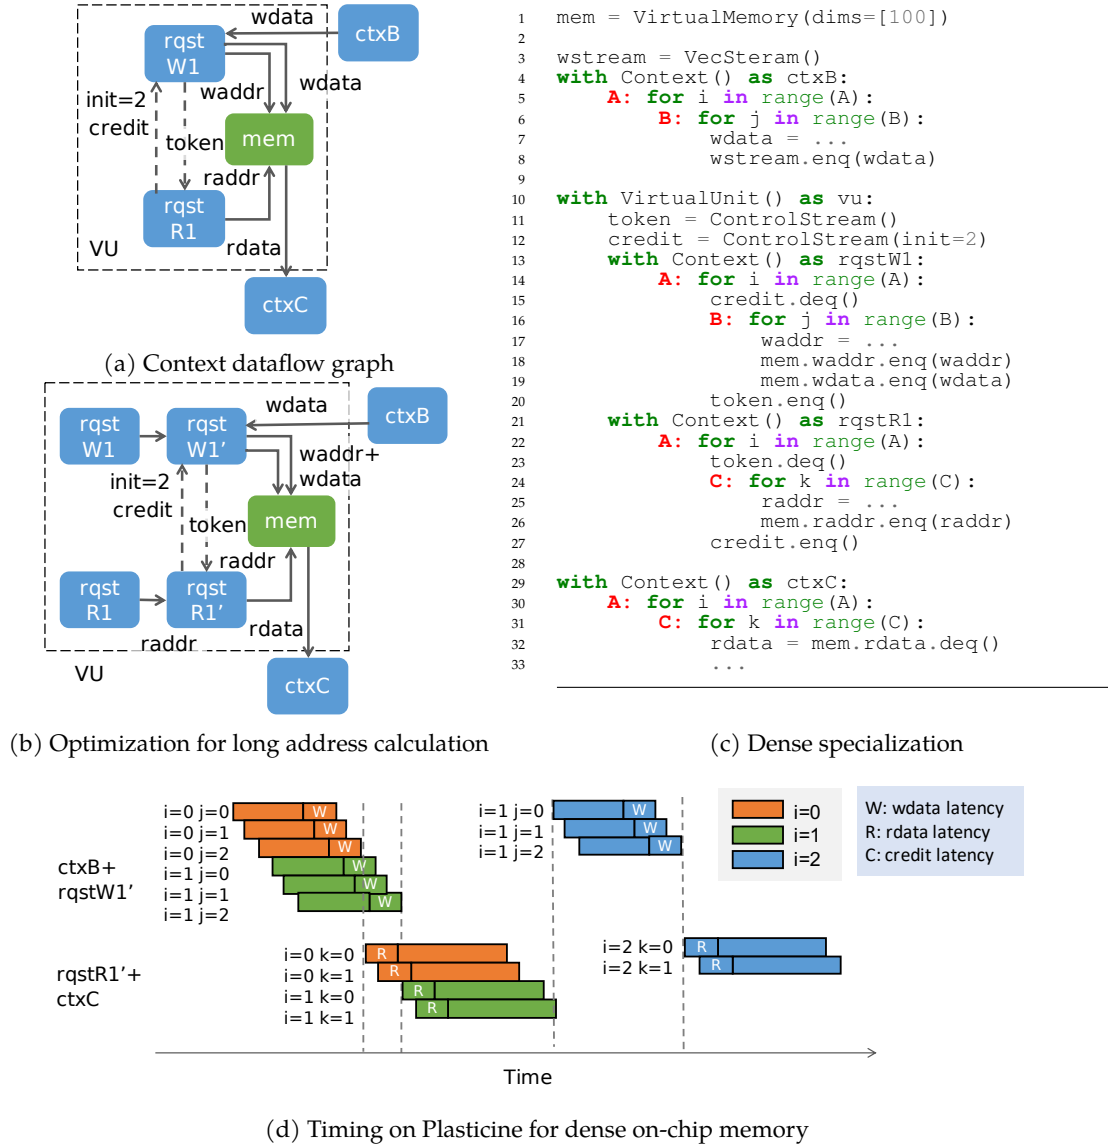 wdata
ctxB
rqst
W1
wdata
waddr
init=2
credit
token
mem
raddr
rqst
R1
rdata
VU
ctxC
(a) Context dataflow graph
wdata
ctxB
rqst
W1
rqst
W1’
waddr+
wdata
init=2
credit
token
mem
raddr
rqst
R1
rqst
R1’
raddr
rdata
VU
ctxC
(b) Optimization for long address calculation
1 mem = VirtualMemory(dims=[100])
2
3 wstream = VecSteram()
4 with Context() as ctxB:
5 A: for i in range(A):
6 B: for j in range(B):
7 wdata = ...
8 wstream.enq(wdata)
9
10 with VirtualUnit() as vu:
11 token = ControlStream()
12 credit = ControlStream(init=2)
13 with Context() as rqstW1:
14 A: for i in range(A):
15 credit.deq()
16 B: for j in range(B):
17 waddr = ...
18 mem.waddr.enq(waddr)
19 mem.wdata.enq(wdata)
20 token.enq()
21 with Context() as rqstR1:
22 A: for i in range(A):
23 token.deq()
24 C: for k in range(C):
25 raddr = ...
26 mem.raddr.enq(raddr)
27 credit.enq()
28
29 with Context() as ctxC:
30 A: for i in range(A):
31 C: for k in range(C):
32 rdata = mem.rdata.deq()
33 ...
(c) Dense specialization
ctxB+
rqstW1’
i=0 j=0 W
i=0 j=1 W
i=0 j=2 W
i=1 j=0 W
i=1 j=1 W
i=1 j=2 W
i=1 j=0 W
i=1 j=1 W
i=1 j=2 W
i=0
i=1
i=2
W: wdata latency
R: rdata latency
C: credit latency
rqstR1’+
ctxC
i=0 k=0 R
i=0 k=1 R
i=1 k=0 R
i=1 k=1 R
i=2 k=0 R
i=2 k=1 R
Time
(d) Timing on Plasticine for dense on-chip memory